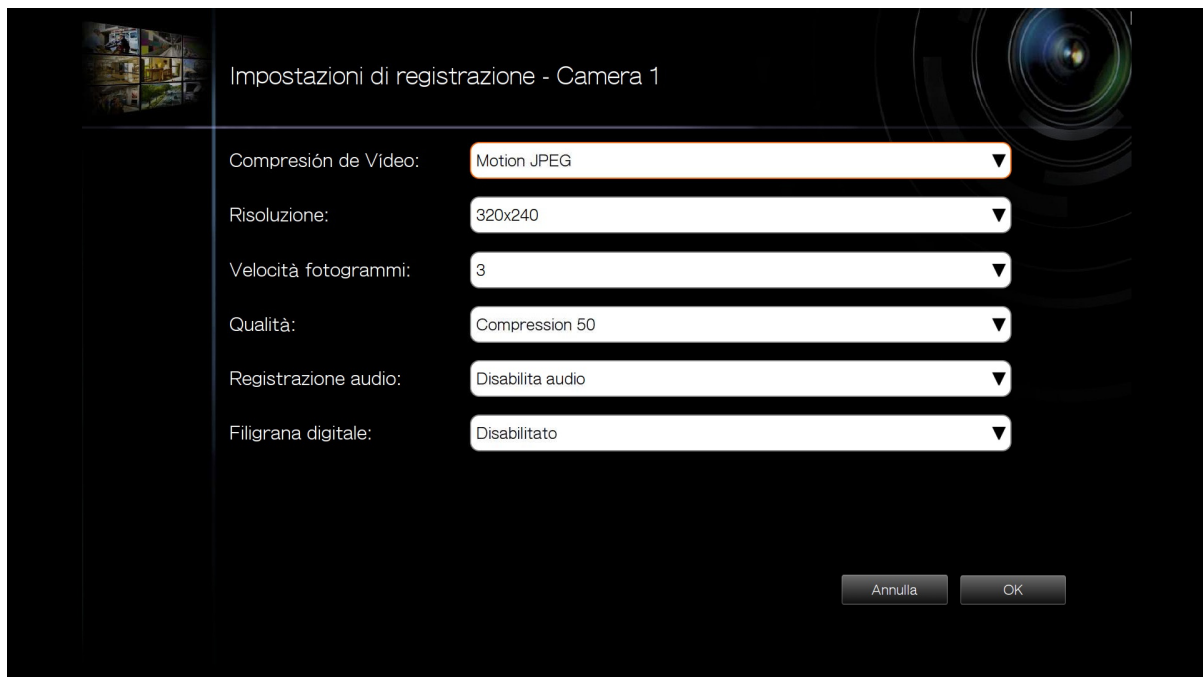 Impostazioni di registrazione - Camera 1
Compresión de Vídeo: Motion JPEG
Risoluzione: 320x240
Velocità fotogrammi: 3
Qualità: Compression 50
Registrazione audio: Disabilita audio
Filigrana digitale: Disabilitato
Annulla OK